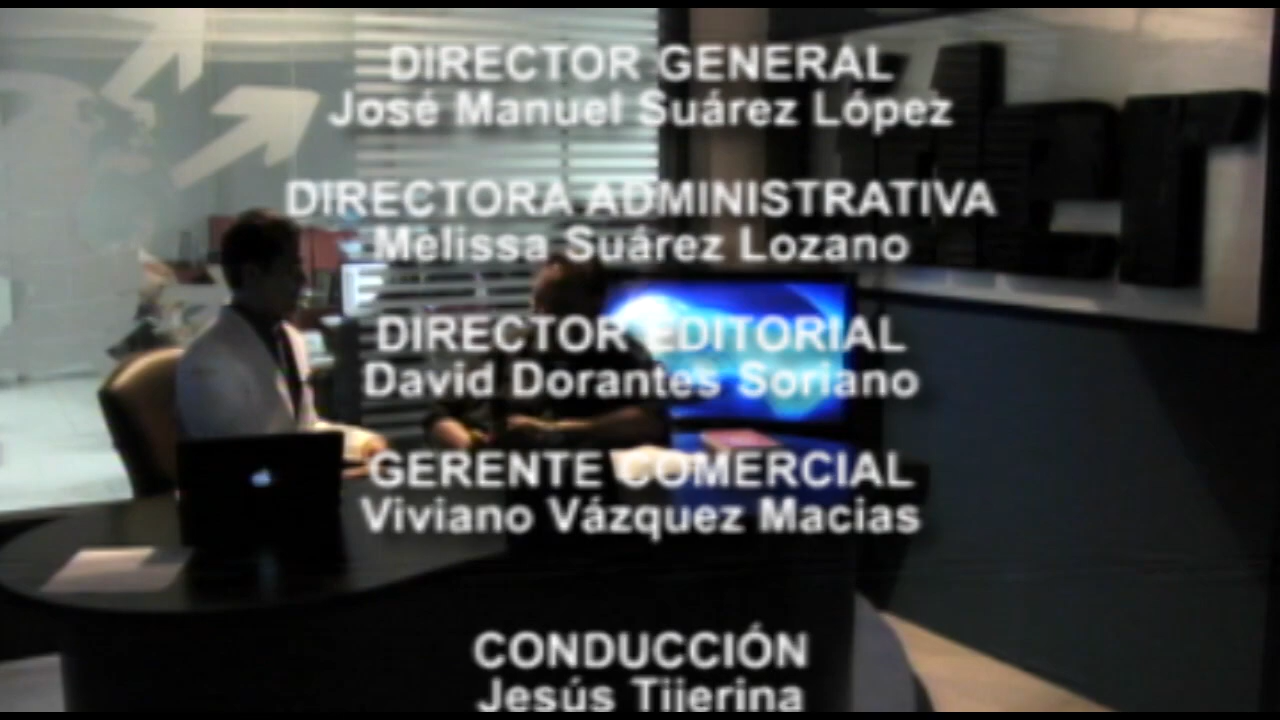 DIRECTOR GENERAL
José Manuel Suárez López
DIRECTORA ADMINISTRATIVA
Melissa Suárez Lozano
DIRECTOR EDITORIAL
David Dorantes Soriano
GERENTE COMERCIAL
Viviano Vázquez Macias
CONDUCCIÓN
Jesús Tijerina